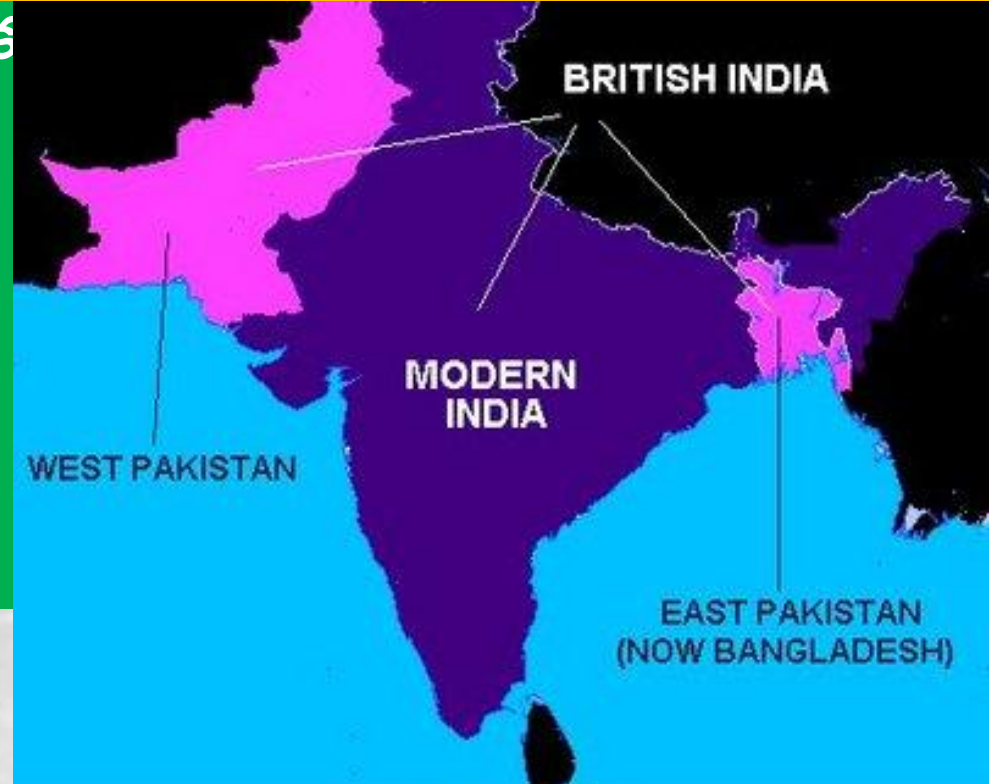 BRITISH INDIA
MODERN
INDIA
WEST PAKISTAN
EAST PAKISTAN
(NOW BANGLADESH)